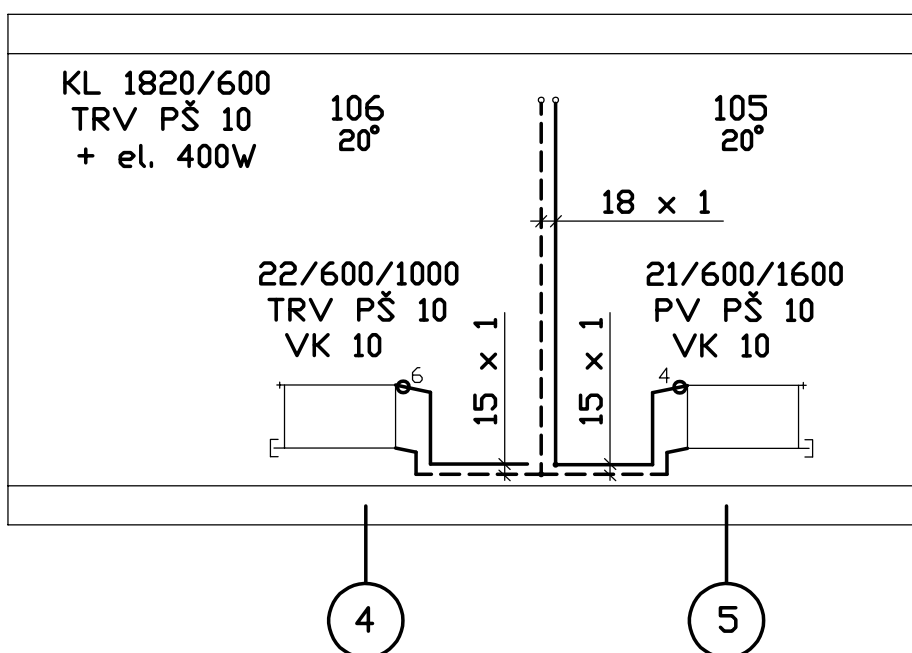 KL 1820/600
TRV PŠ 10
+ el. 400W
106
20°
105
20°
18 x 1
22/600/1000
TRV PŠ 10
VK 10
15 x 1
15 x 1
21/600/1600
PV PŠ 10
VK 10
6
4
4
5